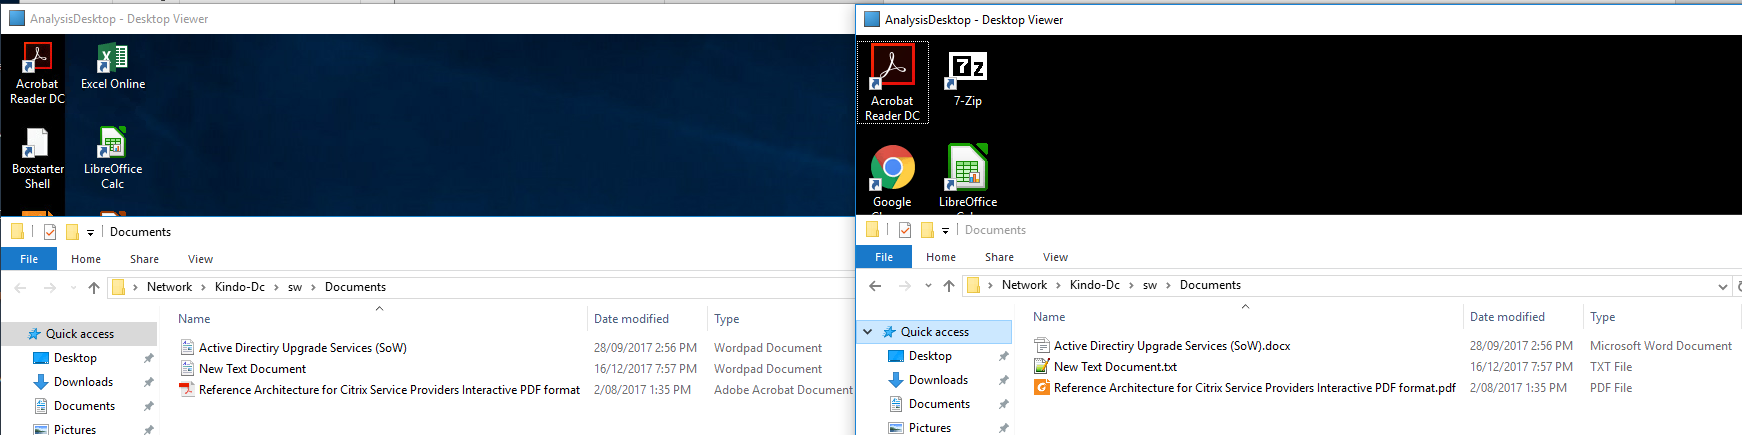 AnalysisDesktop - Desktop Viewer
Acrobat
Reader DC
Excel Online
Boxstarter
Shell
LibreOffice
Calc
Documents
File Home Share View
Network > Kindo-Dc > sw > Documents
Name Date modified Type
Quick access
Desktop
Downloads
Documents
Pictures
Active Directiry Upgrade Services (SoW) 28/09/2017 2:56 PM Wordpad Document
New Text Document 16/12/2017 7:57 PM Wordpad Document
Reference Architecture for Citrix Service Providers Interactive PDF format 2/08/2017 1:35 PM Adobe Acrobat Document
AnalysisDesktop - Desktop Viewer
Acrobat
Reader DC
7-Zip
Google
LibreOffice
Documents
File Home Share View
Network > Kindo-Dc > sw > Documents
Name Date modified Type
Quick access
Desktop
Downloads
Documents
Pictures
Active Directiry Upgrade Services (SoW).docx 28/09/2017 2:56 PM Microsoft Word Document
New Text Document.txt 16/12/2017 7:57 PM TXT File
Reference Architecture for Citrix Service Providers Interactive PDF format.pdf 2/08/2017 1:35 PM PDF File